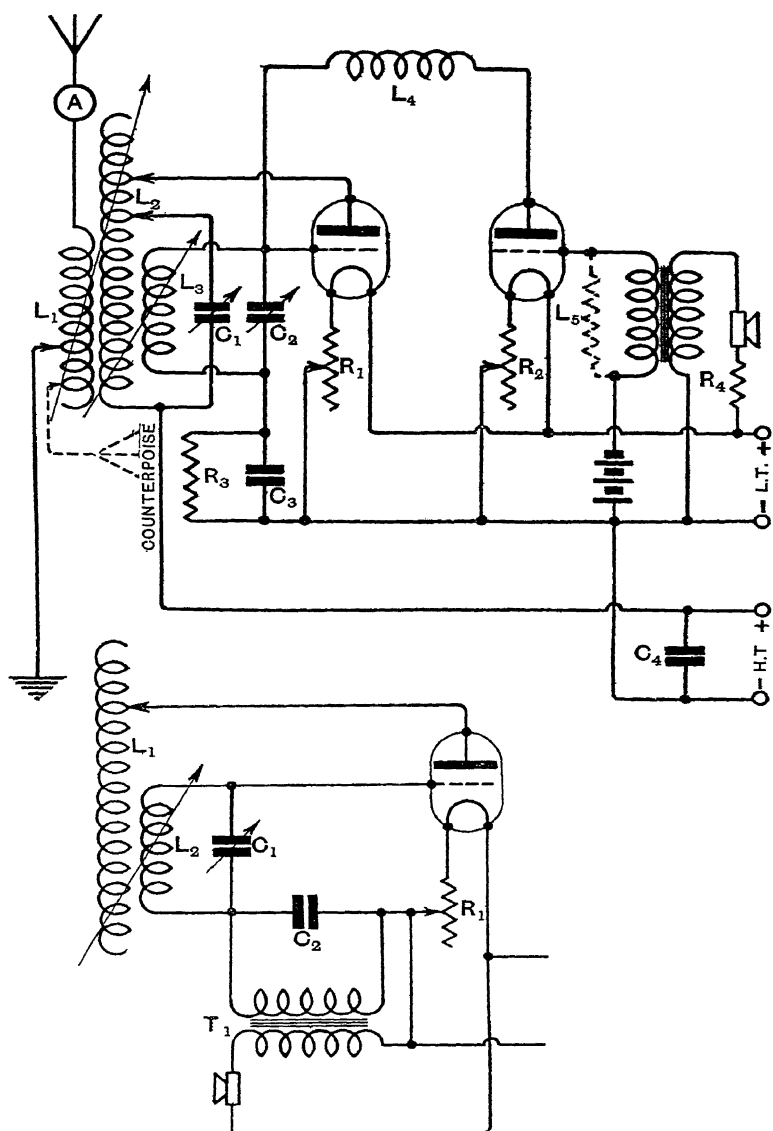 A
L₄
L₂
L₃
L₁
C₁
C₂
R₁
L₅
R₂
R₄
R₃
C₃
COUNTERPOISE
+
L.T.
−
+
H.T
−
C₄
L₁
L₂
C₁
R₁
C₂
T₁